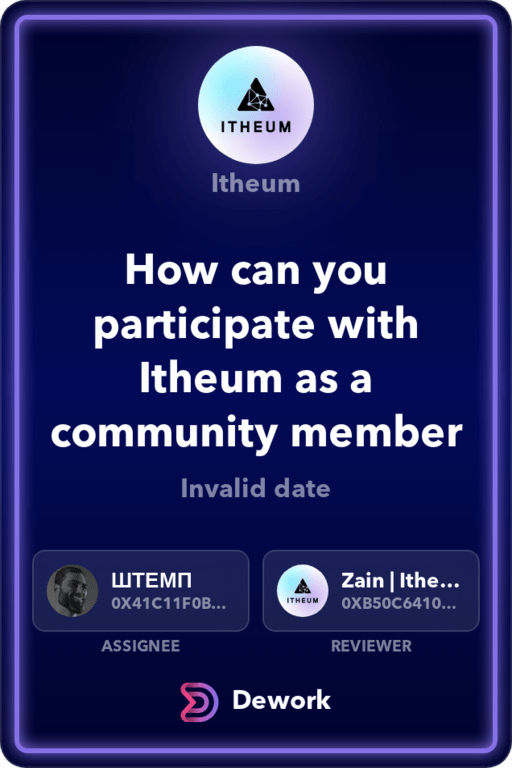 ITHEUM
Itheum
How can you
participate with
Itheum as a
community member
Invalid date
ШТЕМП
0X41C11F0B...
ITHEUM
Zain | Ithe...
0XB50C6410...
ASSIGNEE
REVIEWER
Dework